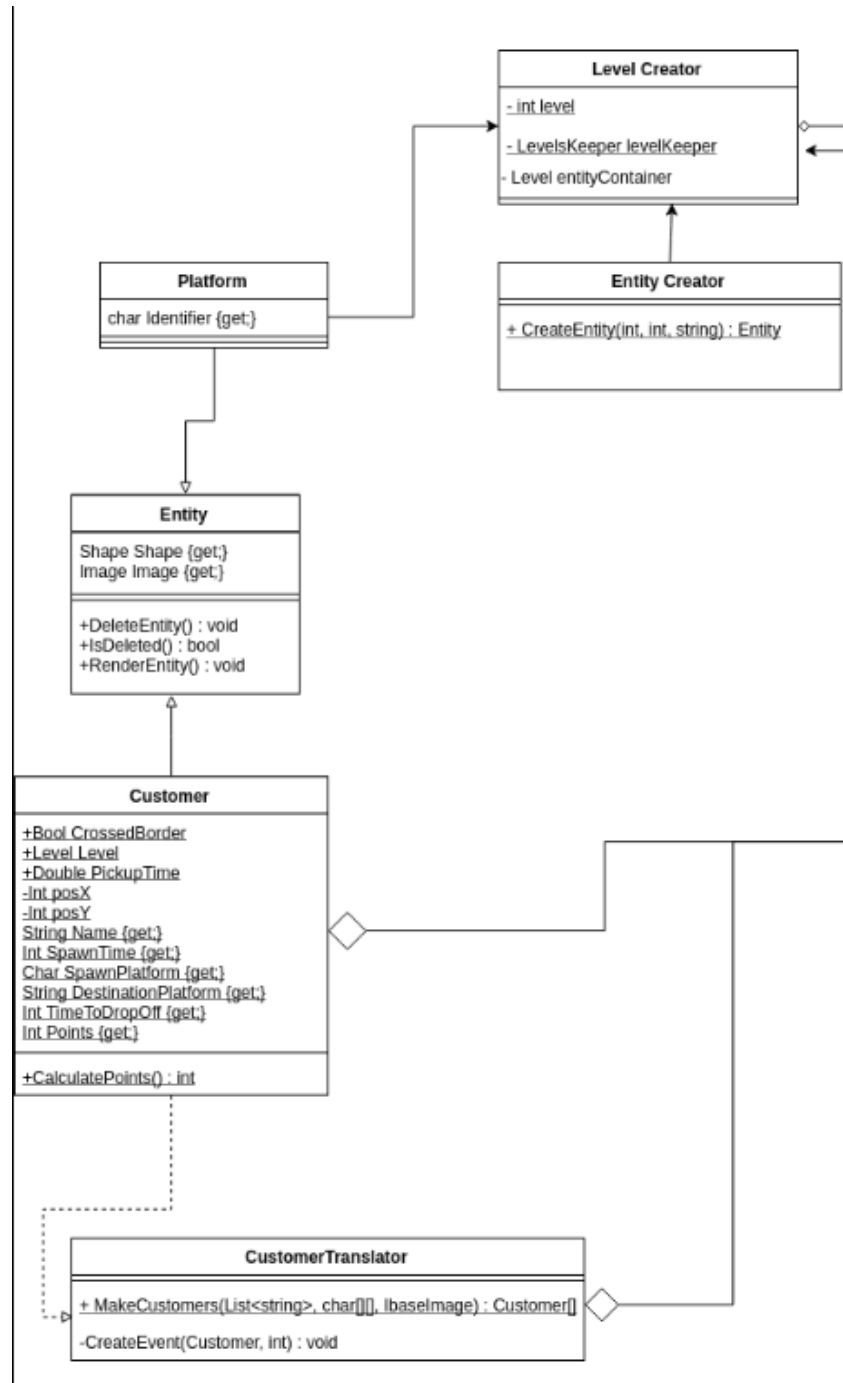 Level Creator
- int level
- LevelsKeeper levelKeeper
- Level entityContainer
Platform
char Identifier {get;}
Entity Creator
+ CreateEntity(int, int, string) : Entity
Entity
Shape Shape {get;}
Image Image {get;}
+DeleteEntity() : void
+IsDeleted() : bool
+RenderEntity() : void
Customer
+Bool CrossedBorder
+Level Level
+Double PickupTime
-Int posX
-Int posY
String Name {get;}
Int SpawnTime {get;}
Char SpawnPlatform {get;}
String DestinationPlatform {get;}
Int TimeToDropOff {get;}
Int Points {get;}
+CalculatePoints() : int
CustomerTranslator
+ MakeCustomers(List<string>, char[][], IbaseImage) : Customer[]
-CreateEvent(Customer, int) : void